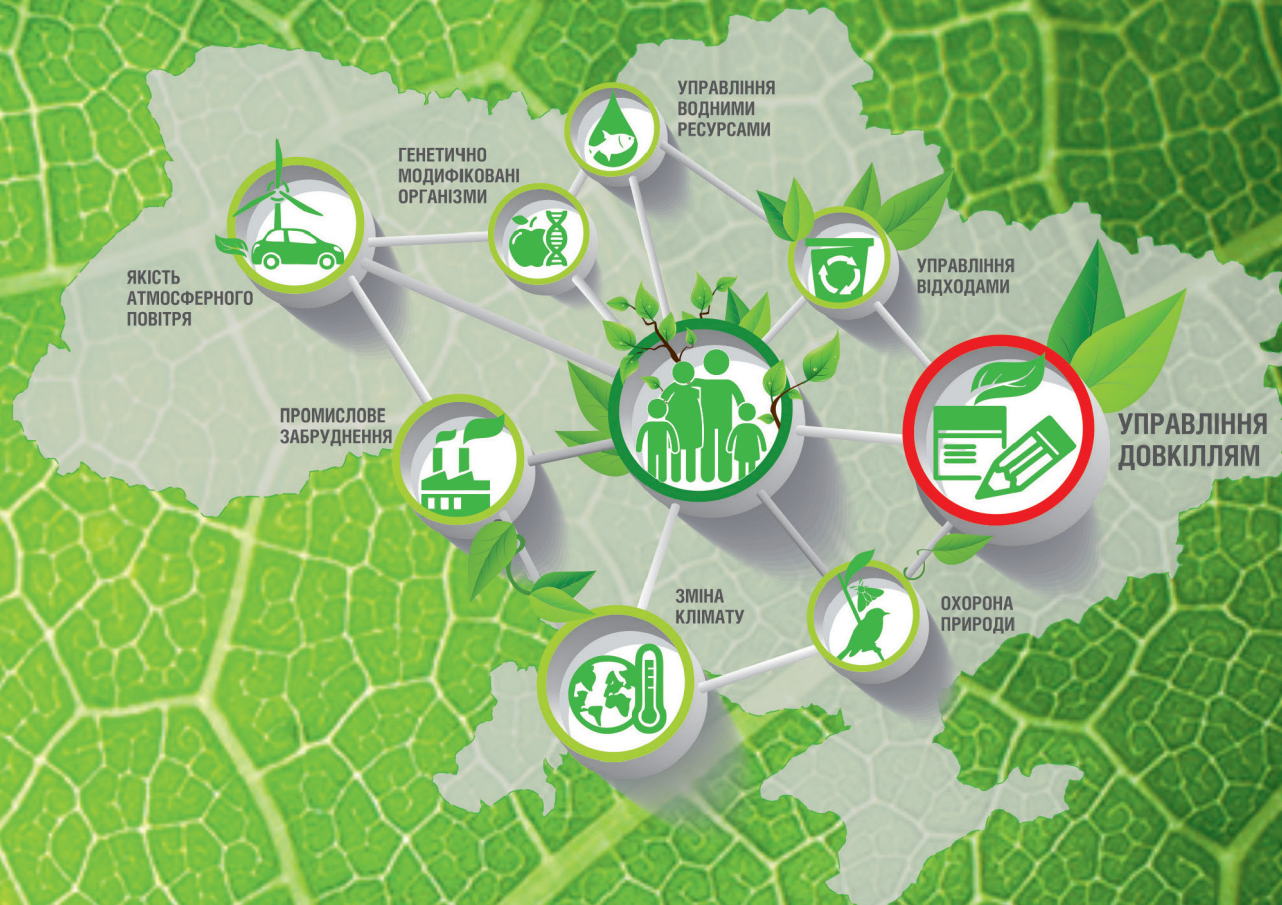 УПРАВЛІННЯ
ВОДНИМИ
РЕСУРСАМИ
ГЕНЕТИЧНО
МОДИФІКОВАНІ
ОРГАНІЗМИ
ЯКІСТЬ
АТМОСФЕРНОГО
ПОВІТРЯ
УПРАВЛІННЯ
ВІДХОДАМИ
ПРОМИСЛОВЕ
ЗАБРУДНЕННЯ
УПРАВЛІННЯ
ДОВКІЛЛЯМ
ЗМІНА
КЛІМАТУ
ОХОРОНА
ПРИРОДИ